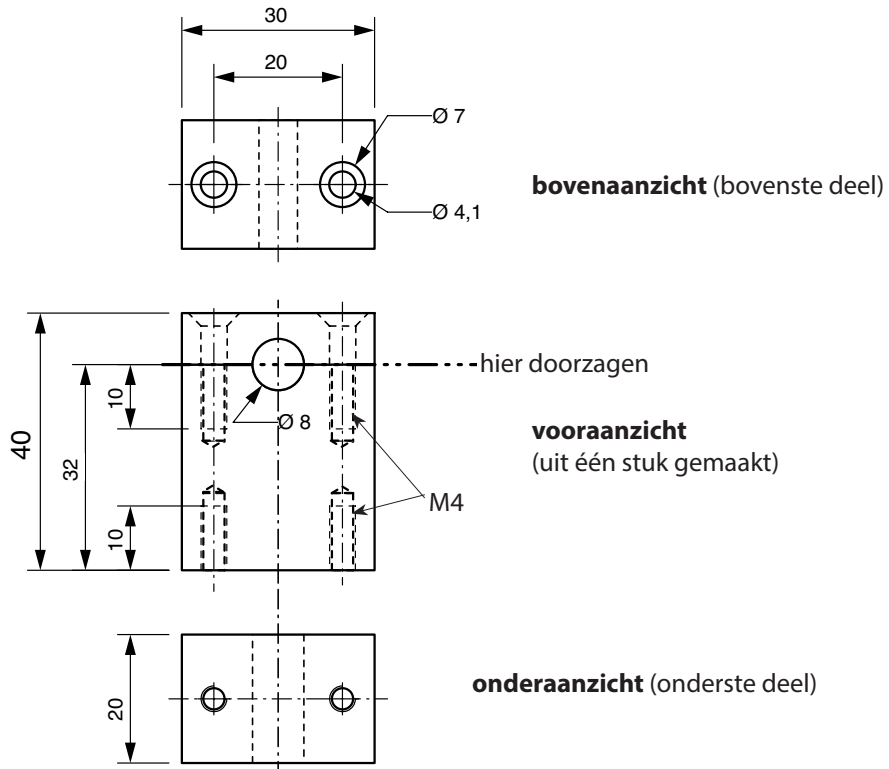 30
20
Ø 7
bovenaanzicht (bovenste deel)
Ø 4,1
hier doorzagen
10
Ø 8
40
32
vooraanzicht
(uit één stuk gemaakt)
M4
10
onderaanzicht (onderste deel)
20